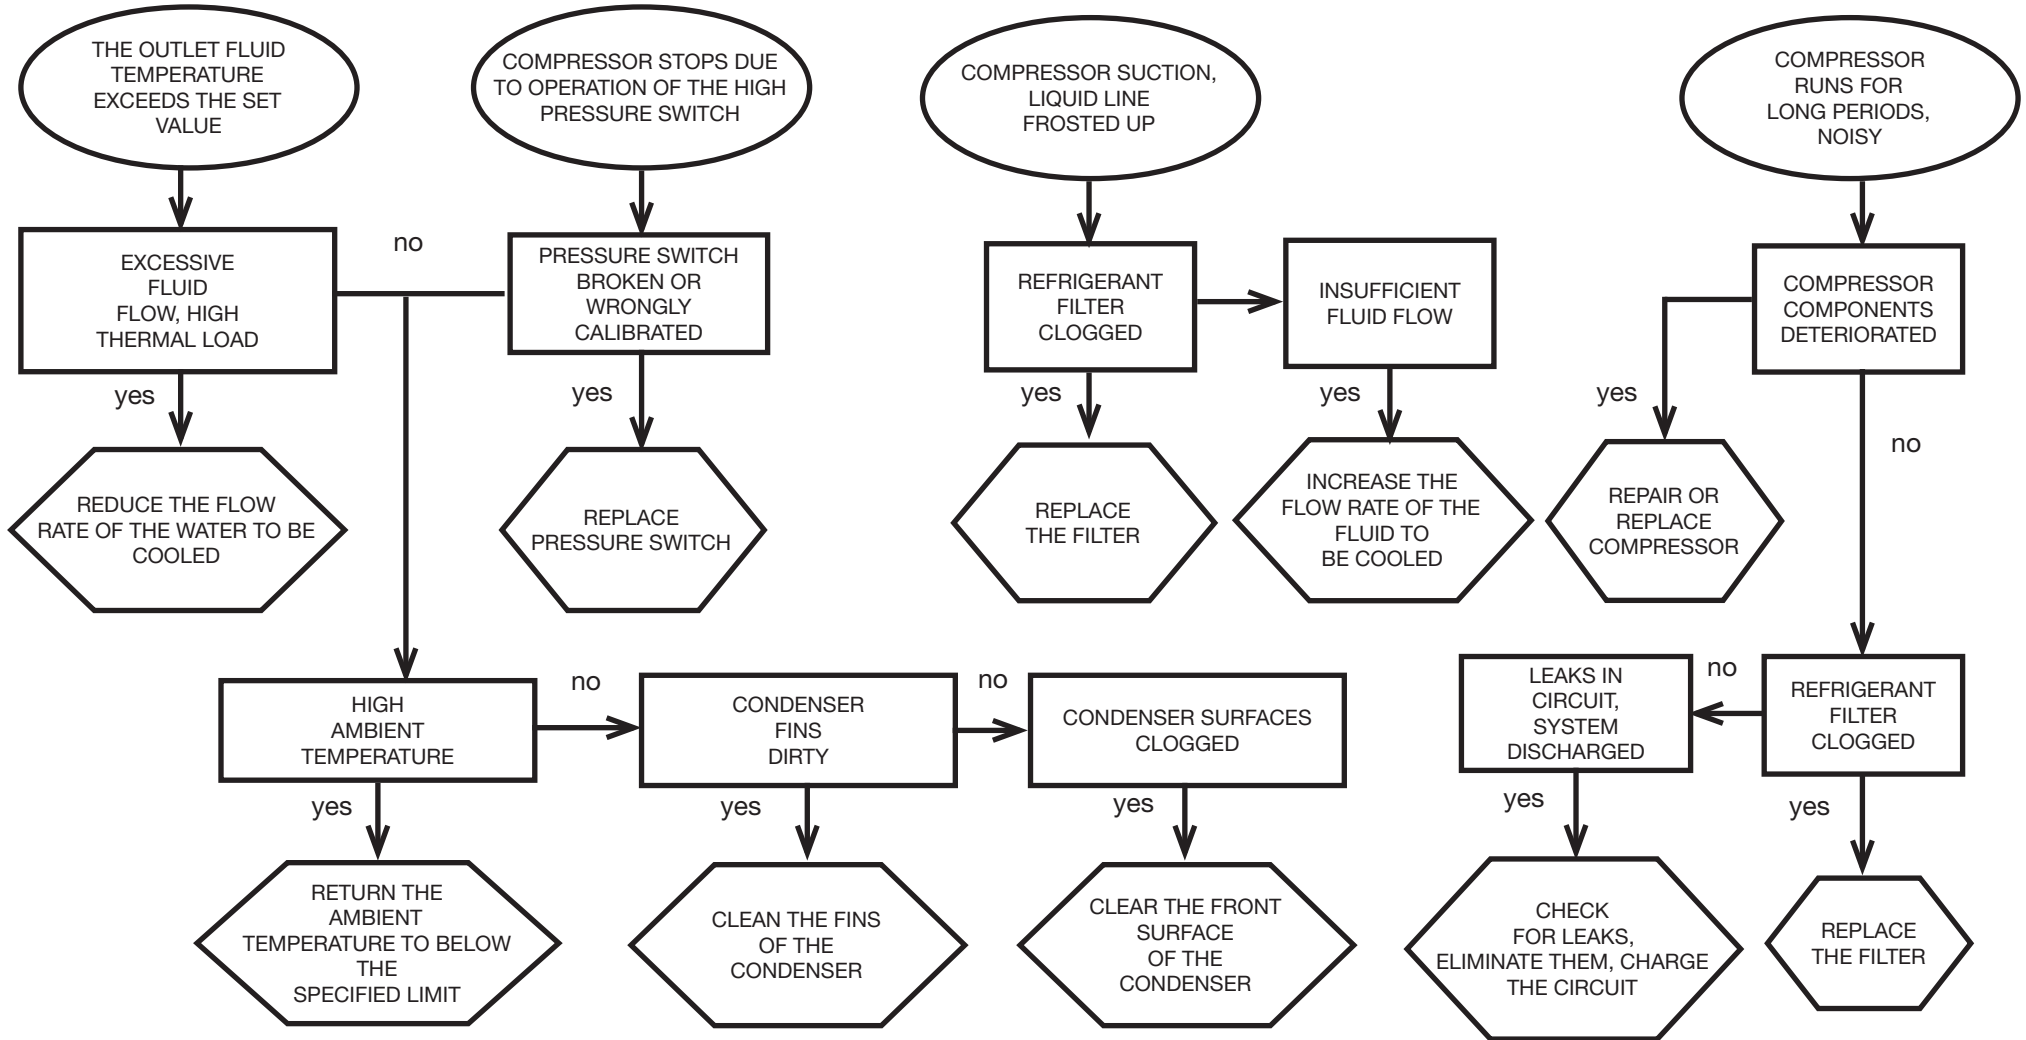 THE OUTLET FLUID
TEMPERATURE
EXCEEDS THE SET
VALUE
COMPRESSOR STOPS DUE
TO OPERATION OF THE HIGH
PRESSURE SWITCH
COMPRESSOR SUCTION,
LIQUID LINE
FROSTED UP
COMPRESSOR
RUNS FOR
LONG PERIODS,
NOISY
EXCESSIVE
FLUID
FLOW, HIGH
THERMAL LOAD
no
PRESSURE SWITCH
BROKEN OR
WRONGLY
CALIBRATED
REFRIGERANT
FILTER
CLOGGED
INSUFFICIENT
FLUID FLOW
COMPRESSOR
COMPONENTS
DETERIORATED
yes
yes
yes
yes
yes
no
REDUCE THE FLOW
RATE OF THE WATER TO BE
COOLED
REPLACE
PRESSURE SWITCH
REPLACE
THE FILTER
INCREASE THE
FLOW RATE OF THE
FLUID TO
BE COOLED
REPAIR OR
REPLACE
COMPRESSOR
HIGH
AMBIENT
TEMPERATURE
no
CONDENSER
FINS
DIRTY
no
CONDENSER SURFACES
CLOGGED
LEAKS IN
CIRCUIT,
SYSTEM
DISCHARGED
no
REFRIGERANT
FILTER
CLOGGED
yes
yes
yes
yes
yes
RETURN THE
AMBIENT
TEMPERATURE TO BELOW
THE
SPECIFIED LIMIT
CLEAN THE FINS
OF THE
CONDENSER
CLEAR THE FRONT
SURFACE
OF THE
CONDENSER
CHECK
FOR LEAKS,
ELIMINATE THEM, CHARGE
THE CIRCUIT
REPLACE
THE FILTER